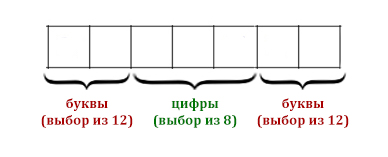 буквы цифры буквы
(выбор из 12) (выбор из 8) (выбор из 12)